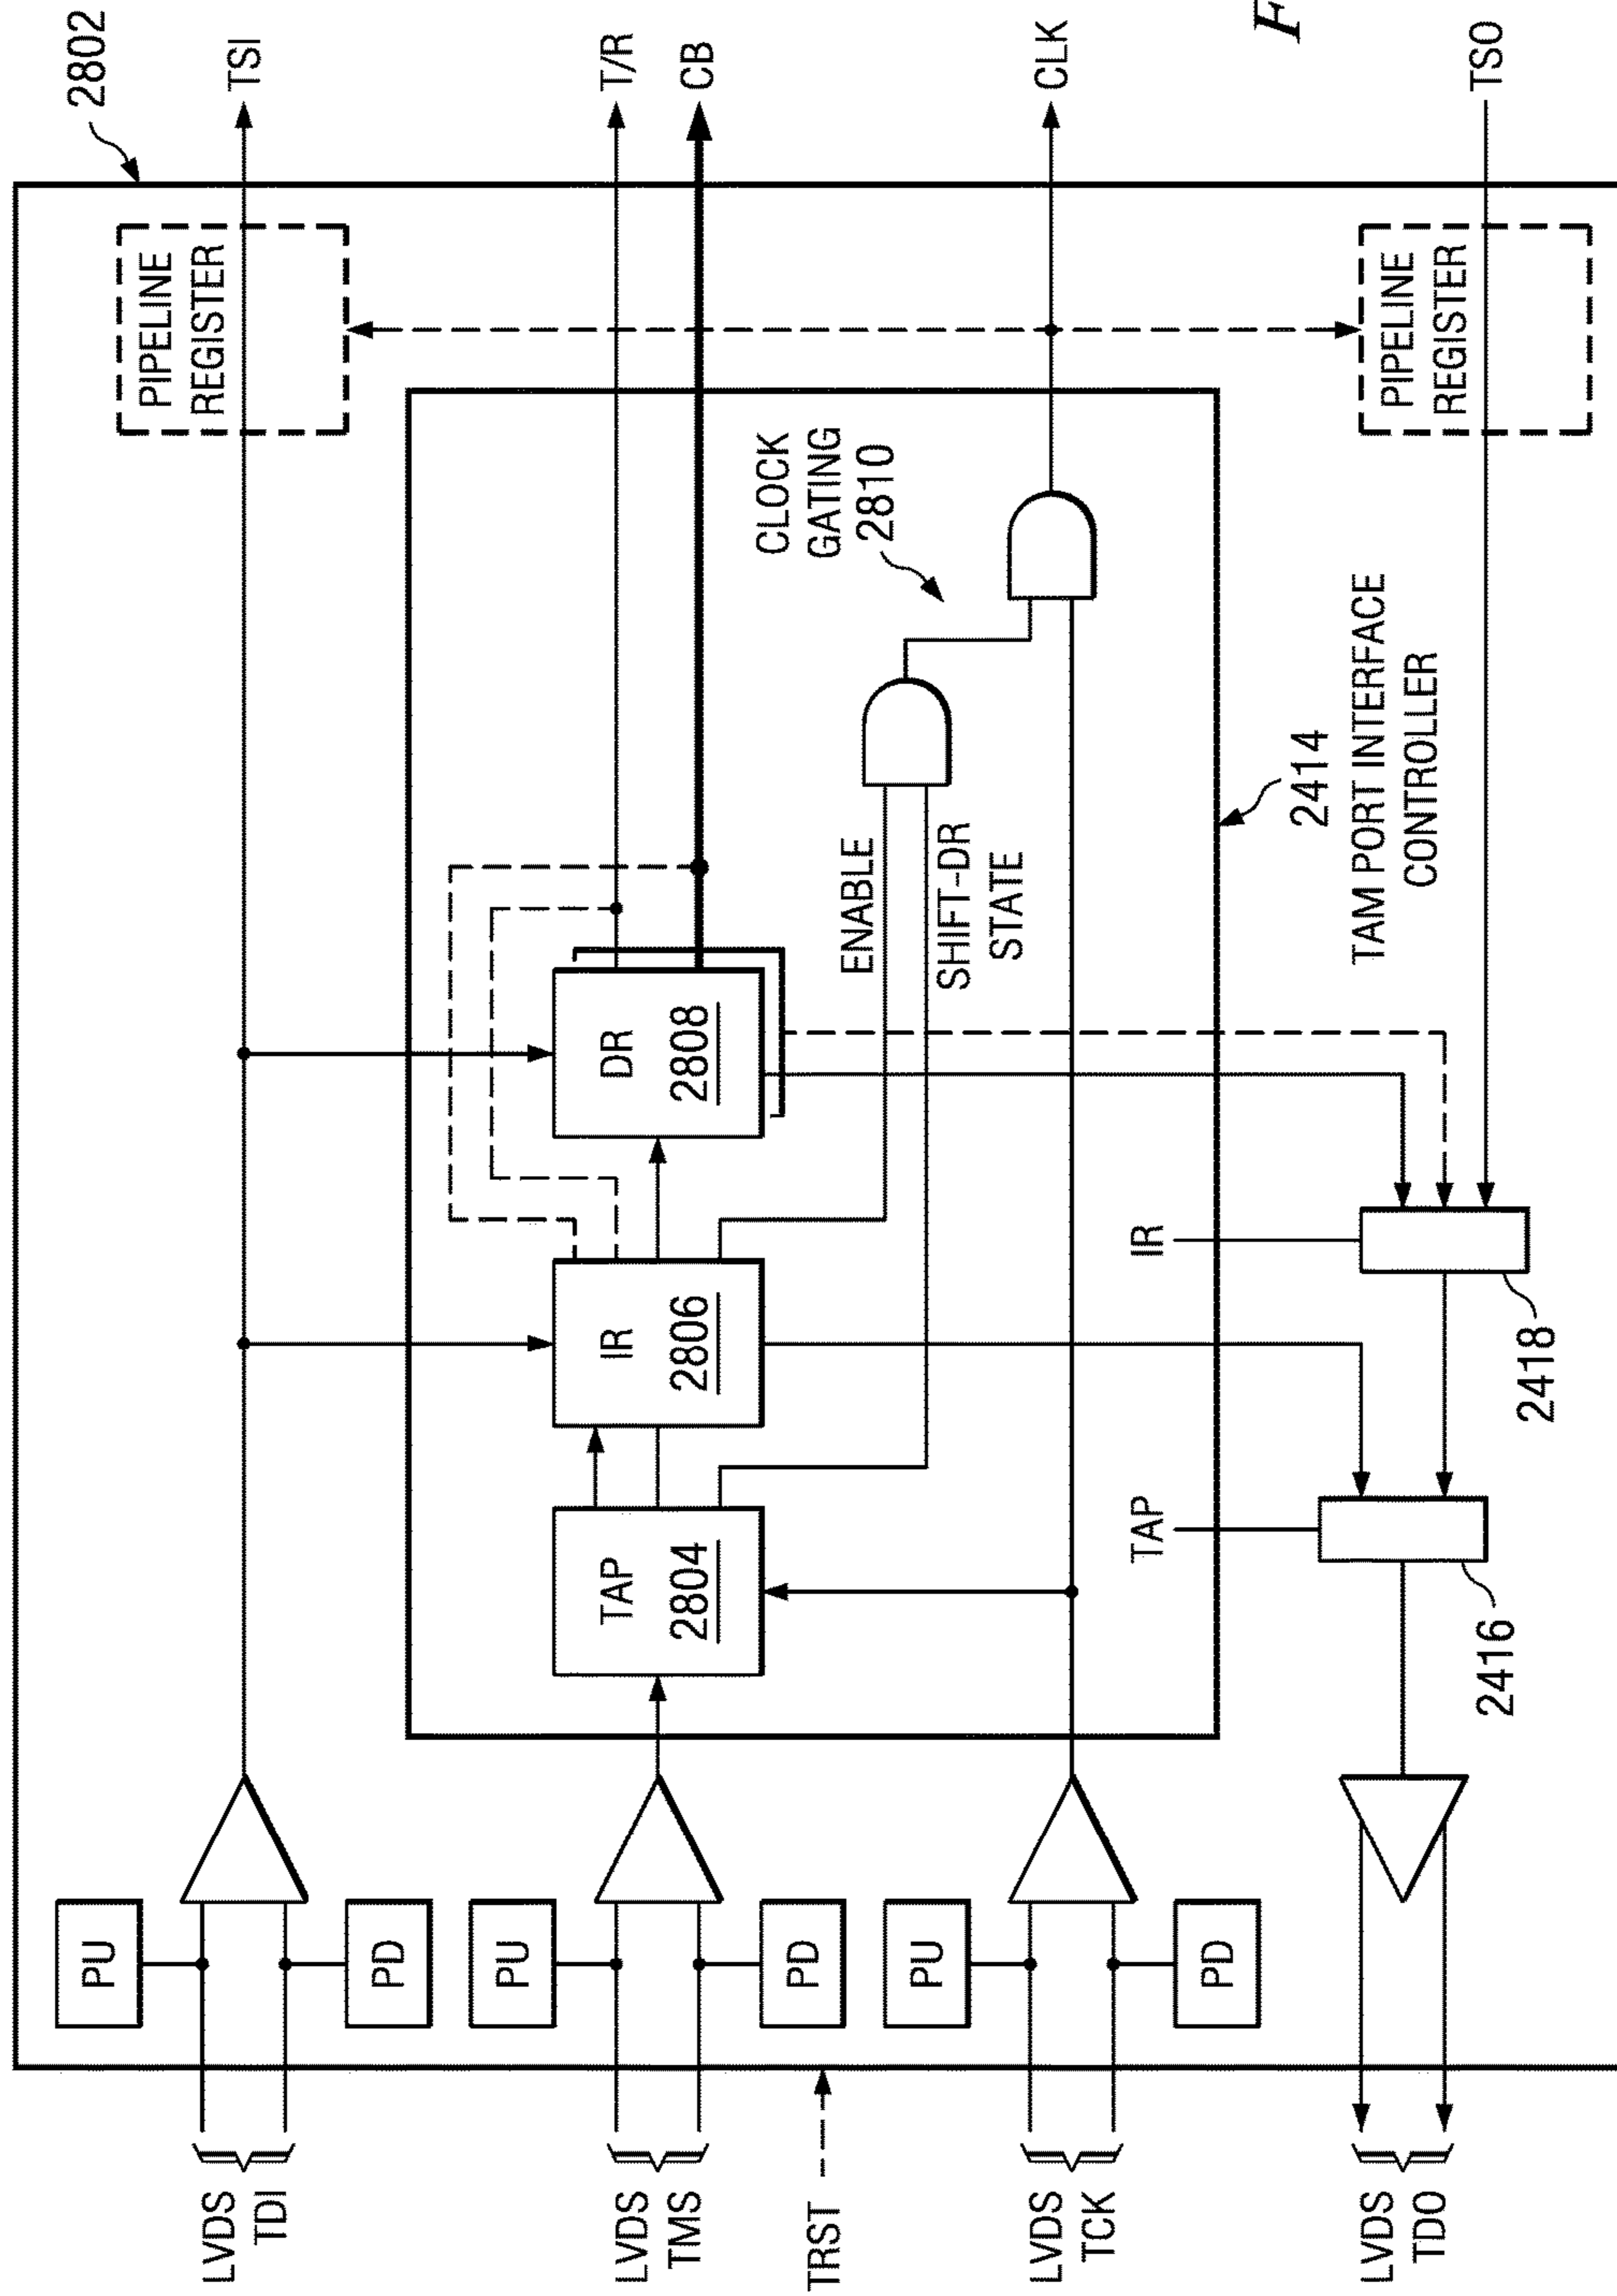 2802
LVDS
TDI
PU
PD
PIPELINE
REGISTER
TSI
LVDS
TMS
PU
PD
TAP
2804
IR
2806
DR
2808
T/R
CB
TRST
ENABLE
SHIFT-DR
STATE
CLOCK
GATING
2810
LVDS
TCK
PU
PD
CLK
TAP
IR
2414
TAM PORT INTERFACE
CONTROLLER
PIPELINE
REGISTER
LVDS
TDO
2416
2418
TSO
F